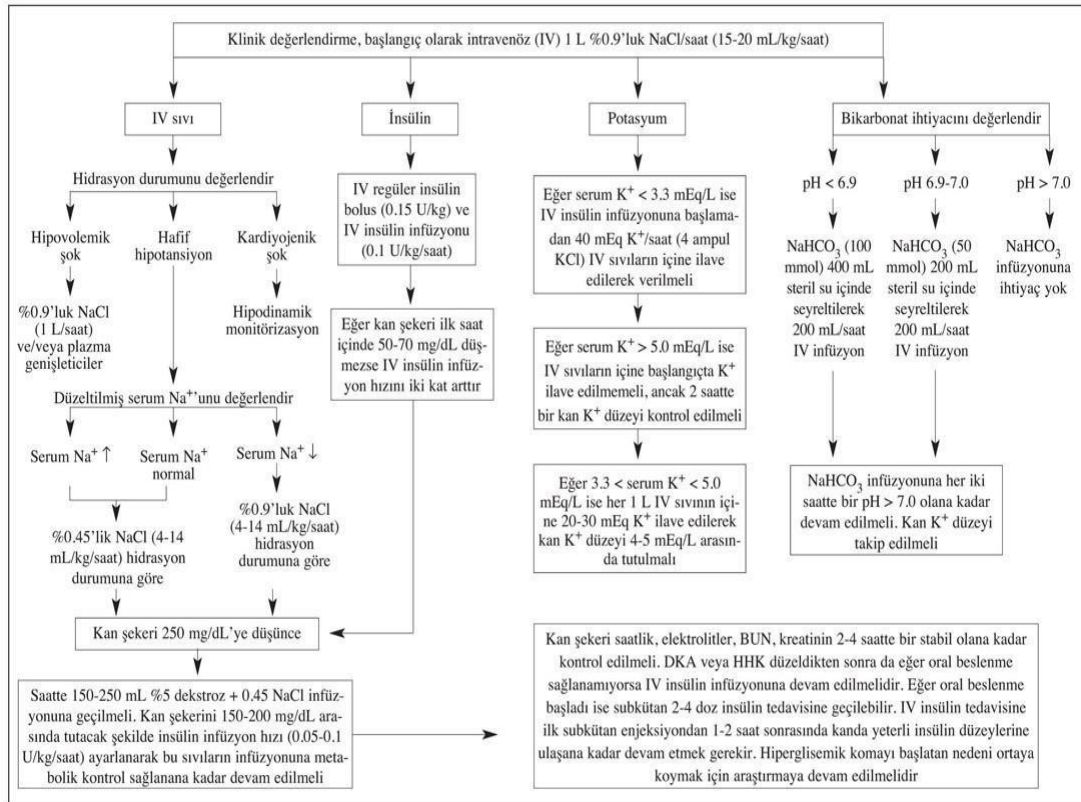 Klinik değerlendirme, başlangıç olarak intravenöz (IV) 1 L %0.9'luk NaCl/saat (15-20 mL/kg/saat)
IV sıvı
Hidrasyon durumunu değerlendir
Hipovolemik
şok
Hafif
hipotansiyon
Kardiyojenik
şok
%0.9'luk NaCl
(1 L/saat)
ve/veya plazma
genişleticiler
Hipodinamik
monitörizasyon
Düzeltilmiş serum Na⁺'unu değerlendir
Serum Na⁺ ↑
Serum Na⁺
normal
Serum Na⁺ ↓
%0.45'lik NaCl (4-14
mL/kg/saat) hidrasyon
durumuna göre
%0.9'luk NaCl
(4-14 mL/kg/saat)
hidrasyon
durumuna göre
İnsülin
IV regüler insülin
bolus (0.15 U/kg) ve
IV insülin infüzyonu
(0.1 U/kg/saat)
Eğer kan şekeri ilk saat
içinde 50-70 mg/dL düş-
mezse IV insülin infüz-
yon hızını iki kat arttır
Kan şekeri 250 mg/dL'ye düşünce
Saatte 150-250 mL %5 dekstroz + 0.45 NaCl infüz-
yonuna geçilmeli. Kan şekerini 150-200 mg/dL ara-
sında tutacak şekilde insülin infüzyon hızı (0.05-0.1
U/kg/saat) ayarlanarak bu sıvıların infüzyonuna meta-
bolik kontrol sağlanana kadar devam edilmeli
Potasyum
Eğer serum K⁺ < 3.3 mEq/L ise
IV insülin infüzyonuna başlama-
dan 40 mEq K⁺/saat (4 ampul
KCl) IV sıvıların içine ilave
edilerek verilmeli
Eğer serum K⁺ > 5.0 mEq/L ise
IV sıvıların içine başlangıçta K⁺
ilave edilmemeli, ancak 2 saatte
bir kan K⁺ düzeyi kontrol edilmeli
Eğer 3.3 < serum K⁺ < 5.0
mEq/L ise her 1 L IV sıvının içi-
ne 20-30 mEq K⁺ ilave edilerek
kan K⁺ düzeyi 4-5 mEq/L arasın-
da tutulmalı
Bikarbonat ihtiyacını değerlendir
pH < 6.9
pH 6.9-7.0
pH > 7.0
NaHCO₃ (100
mmol) 400 mL
steril su içinde
seyreltilerek
200 mL/saat
IV infüzyon
NaHCO₃ (50
mmol) 200 mL
steril su içinde
seyreltilerek
200 mL/saat
IV infüzyon
NaHCO₃
infüzyonuna
ihtiyaç yok
NaHCO₃ infüzyonuna her iki
saatte bir pH > 7.0 olana kadar
devam edilmeli. Kan K⁺ düzeyi
takip edilmeli
Kan şekeri saatlik, elektrolitler, BUN, kreatinin 2-4 saatte bir stabil olana kadar
kontrol edilmeli. DKA veya HHK düzeldikten sonra da eğer oral beslenme
sağlanamıyorsa IV insülin infüzyonuna devam edilmelidir. Eğer oral beslenme
başladı ise subkütan 2-4 doz insülin tedavisine geçilebilir. IV insülin tedavisine
ilk subkütan enjeksiyondan 1-2 saat sonrasında kanda yeterli insülin düzeylerine
ulaşana kadar devam etmek gerekir. Hiperglisemik komayı başlatan nedeni ortaya
koymak için araştırmaya devam edilmelidir